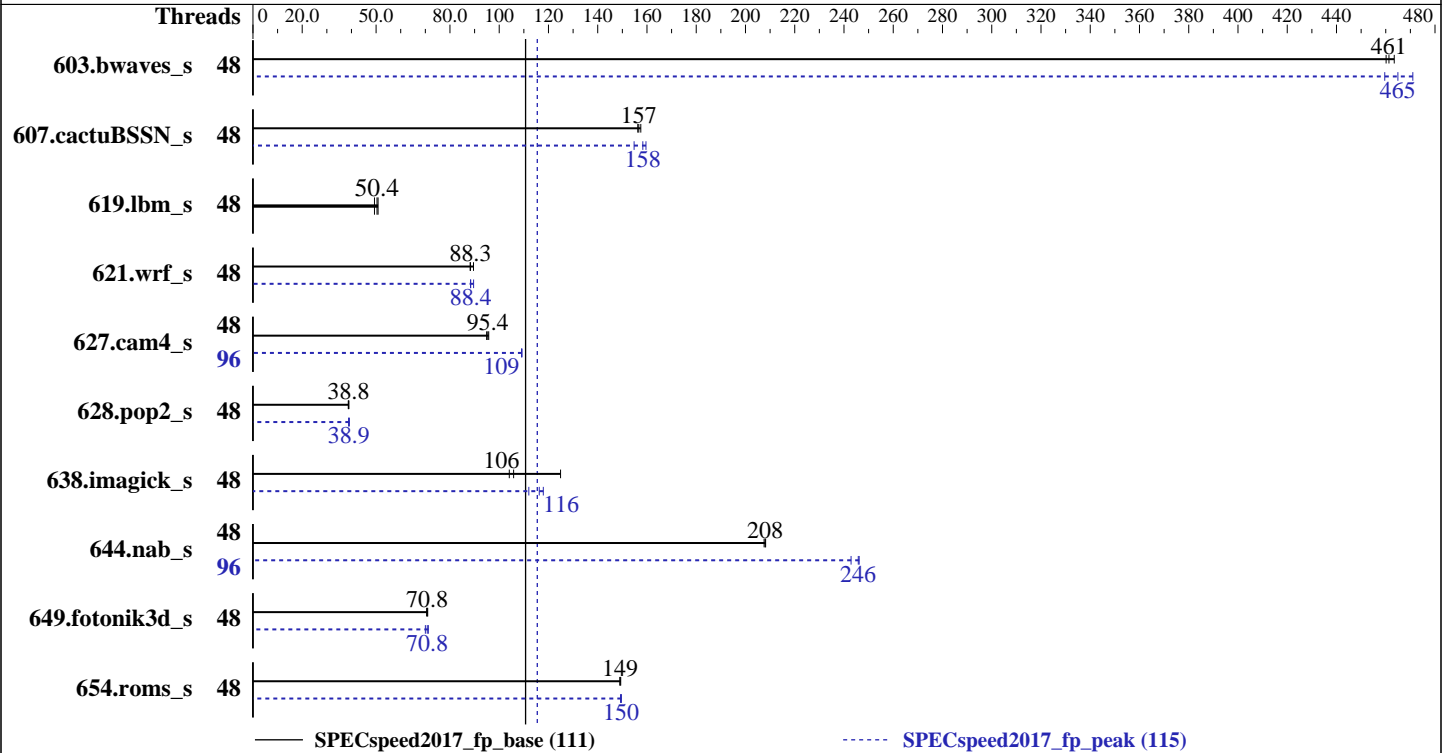 Threads 0 20.0 50.0 80.0 100 120 140 160 180 200 220 240 260 280 300 320 340 360 380 400 420 440 480
603.bwaves_s 48 461
465
607.cactuBSSN_s 48 157
158
619.lbm_s 48 50.4
621.wrf_s 48 88.3
88.4
627.cam4_s 48 95.4
96 109
628.pop2_s 48 38.8
38.9
638.imagick_s 48 106
116
644.nab_s 48 208
96 246
649.fotonik3d_s 48 70.8
70.8
654.roms_s 48 149
150
SPECspeed2017_fp_base (111) SPECspeed2017_fp_peak (115)